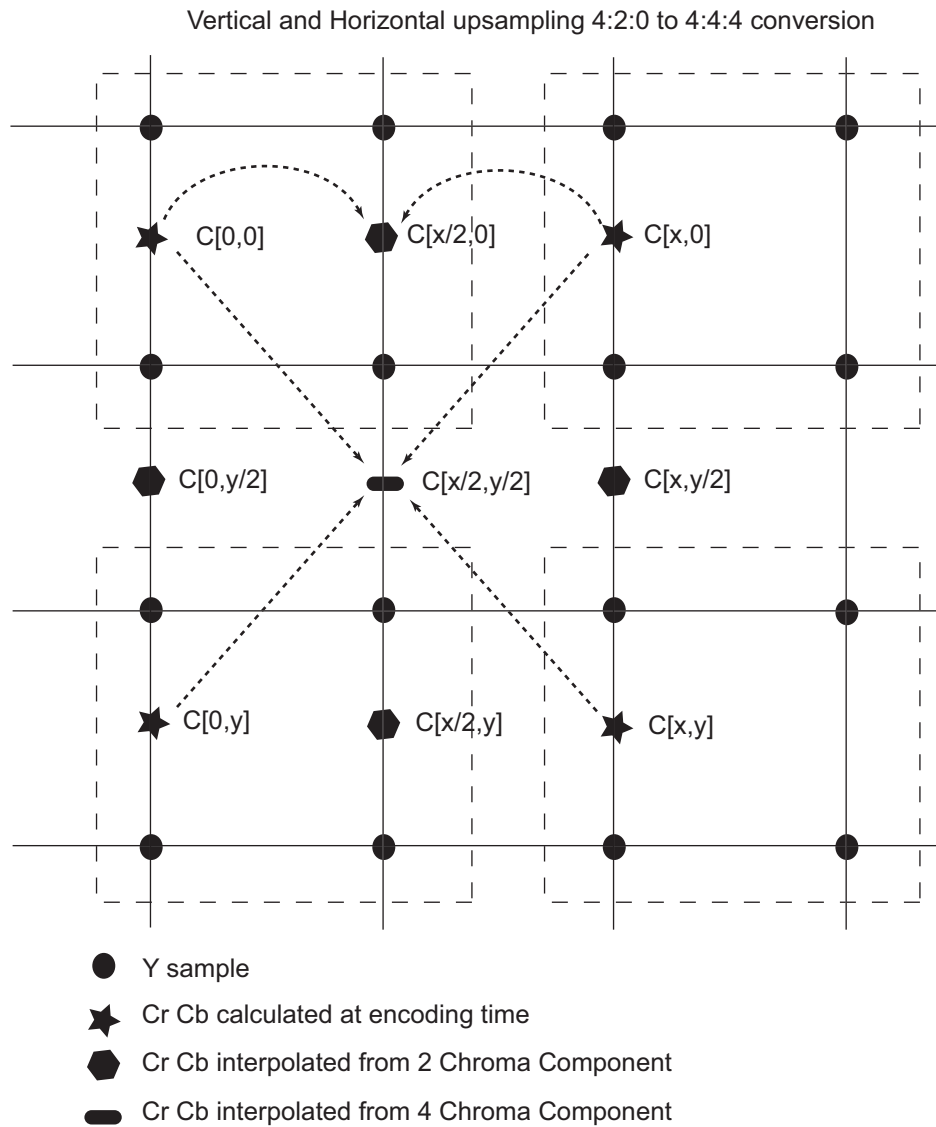 Vertical and Horizontal upsampling 4:2:0 to 4:4:4 conversion
C[0,0]
C[x/2,0]
C[x,0]
C[0,y/2]
C[x/2,y/2]
C[x,y/2]
C[0,y]
C[x/2,y]
C[x,y]
Y sample
Cr Cb calculated at encoding time
Cr Cb interpolated from 2 Chroma Component
Cr Cb interpolated from 4 Chroma Component